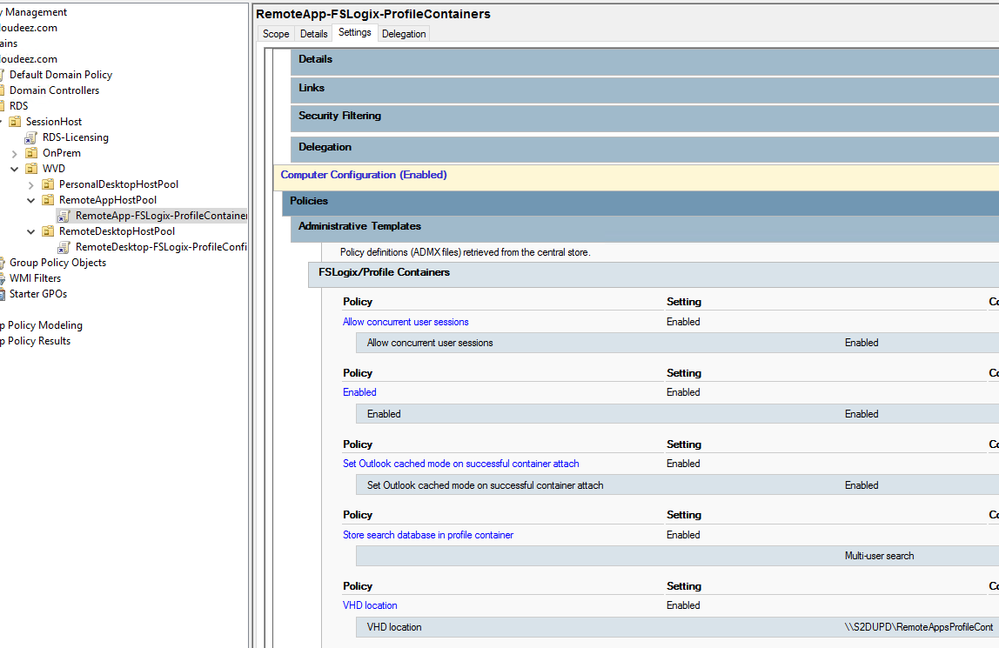 y Management
loudeez.com
ains
loudeez.com
Default Domain Policy
Domain Controllers
RDS
SessionHost
RDS-Licensing
OnPrem
WVD
PersonalDesktopHostPool
RemoteAppHostPool
RemoteApp-FSLogix-ProfileContainer
RemoteDesktopHostPool
RemoteDesktop-FSLogix-ProfileConfi
Group Policy Objects
WMI Filters
Starter GPOs
p Policy Modeling
p Policy Results
RemoteApp-FSLogix-ProfileContainers
Scope Details Settings Delegation
Details
Links
Security Filtering
Delegation
Computer Configuration (Enabled)
Policies
Administrative Templates
Policy definitions (ADMX files) retrieved from the central store.
FSLogix/Profile Containers
Policy Setting Co
Allow concurrent user sessions Enabled
Allow concurrent user sessions Enabled
Policy Setting Co
Enabled Enabled
Enabled Enabled
Policy Setting Co
Set Outlook cached mode on successful container attach Enabled
Set Outlook cached mode on successful container attach Enabled
Policy Setting Co
Store search database in profile container Enabled
Multi-user search
Policy Setting Co
VHD location Enabled
VHD location \\S2DUPD\RemoteAppsProfileCont